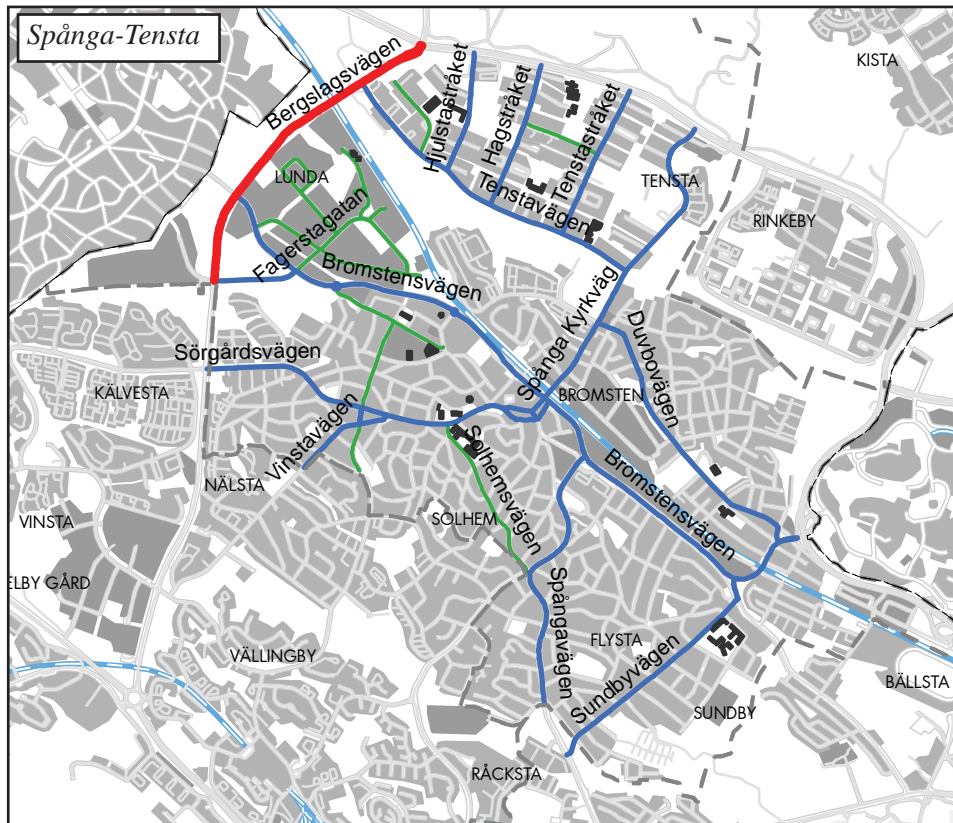 Spånga-Tensta
KISTA
Bergslagsvägen
Hjulstastråket
Hagstråket
Tenstastråket
LUNDA
TENSTA
Tenstavägen
RINKEBY
Fagerstagatan
Bromstensvägen
Spånga Kyrkväg
Duvbovägen
Sörgårdsvägen
KÄLVESTA
BROMSTEN
Vinstavägen
NÄLSTA
Solhemsvägen
Bromstensvägen
VINSTA
SOLHEM
ELBY GÅRD
Spångavägen
FLYSTA
VÄLLINGBY
Sundbyvägen
BÄLLSTA
SUNDBY
RÅCKSTA